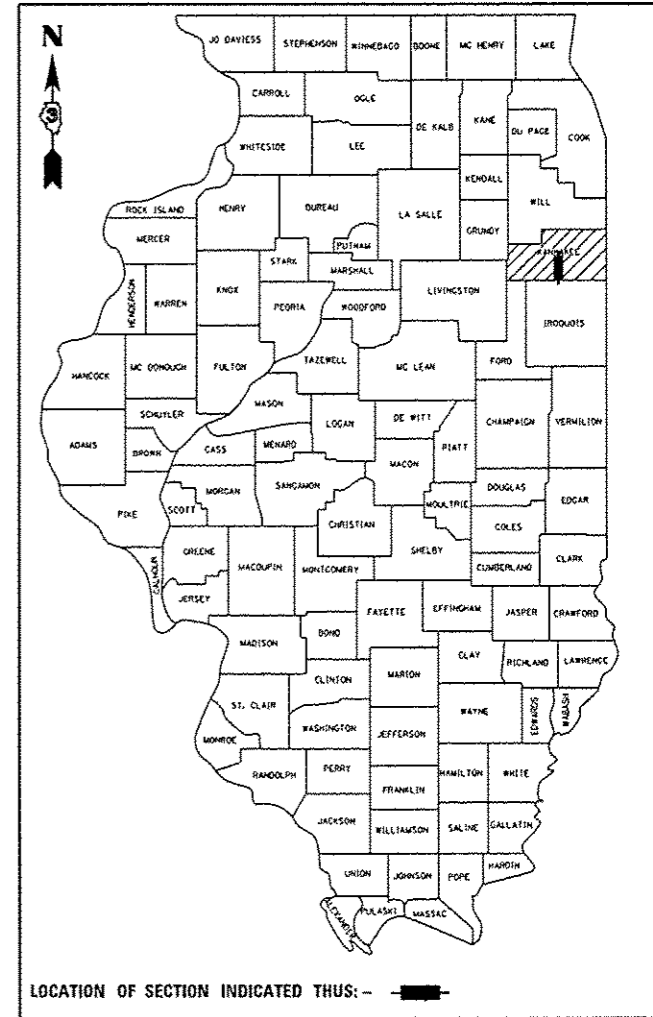 N
3
JO DAVIESS STEPHENSON WINNEBAGO BOONE MC HENRY LAKE
CARROLL OGLE DE KALB KANE DU PAGE COOK
WHITESIDE LEE KENDALL WILL
ROCK ISLAND HENRY BUREAU LA SALLE GRUNDY
MERCER PUTNAM KANKAKEE
HENDERSON WARREN KNOX STARK MARSHALL LIVINGSTON IROQUOIS
PEORIA WOODFORD
HANCOCK MC DONOUGH FULTON TAZEWELL MC LEAN FORD
SCHUYLER MASON LOGAN DE WITT CHAMPAIGN VERMILION
ADAMS BROWN CASS MENARD MACON PIATT
PIKE SCOTT MORGAN SANGAMON CHRISTIAN MOULTRIE DOUGLAS EDGAR
COLES
CALHOUN GREENE MACOUPIN MONTGOMERY SHELBY CUMBERLAND CLARK
JERSEY FAYETTE EFFINGHAM JASPER CRAWFORD
MADISON BOND CLAY RICHLAND LAWRENCE
CLINTON MARION
ST. CLAIR WASHINGTON JEFFERSON WAYNE EDWARDS WABASH
MONROE RANDOLPH PERRY HAMILTON WHITE
FRANKLIN
JACKSON WILLIAMSON SALINE GALLATIN
UNION JOHNSON POPE HARDIN
ALEXANDER PULASKI MASSAC
LOCATION OF SECTION INDICATED THUS: -